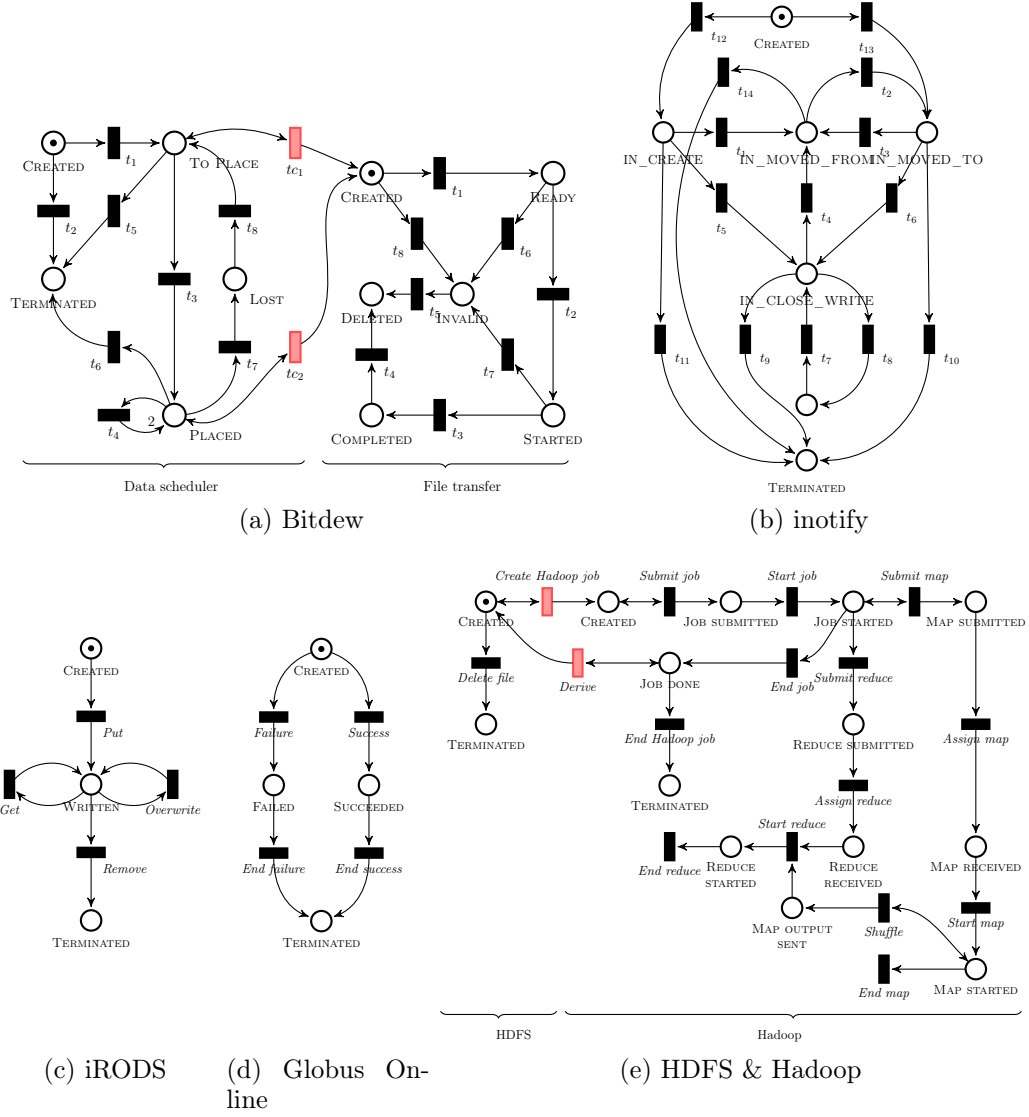 CREATED
t1
TO PLACE
tc1
t2
t5
t3
t8
TERMINATED
LOST
t6
t7
tc2
t4
2
PLACED
Data scheduler
CREATED
t1
READY
t8
t6
DELETED
t5
INVALID
t2
t4
t7
COMPLETED
t3
STARTED
File transfer
(a) Bitdew
t12
CREATED
t13
t14
t2
IN_CREATE
t1
IN_MOVED_FROM
t3
IN_MOVED_TO
t5
t4
t6
IN_CLOSE_WRITE
t11
t9
t7
t8
t10
TERMINATED
(b) inotify
CREATED
Put
Get
WRITTEN
Overwrite
Remove
TERMINATED
(c) iRODS
CREATED
Failure
Success
FAILED
SUCCEEDED
End failure
End success
TERMINATED
(d) Globus On-
line
Create Hadoop job
Submit job
Start job
Submit map
CREATED
CREATED
JOB SUBMITTED
JOB STARTED
MAP SUBMITTED
Delete file
Derive
JOB DONE
End job
Submit reduce
TERMINATED
End Hadoop job
REDUCE SUBMITTED
Assign map
TERMINATED
Assign reduce
Start reduce
End reduce
REDUCE
STARTED
REDUCE
RECEIVED
MAP RECEIVED
MAP OUTPUT
SENT
Shuffle
Start map
End map
MAP STARTED
HDFS
Hadoop
(e) HDFS & Hadoop